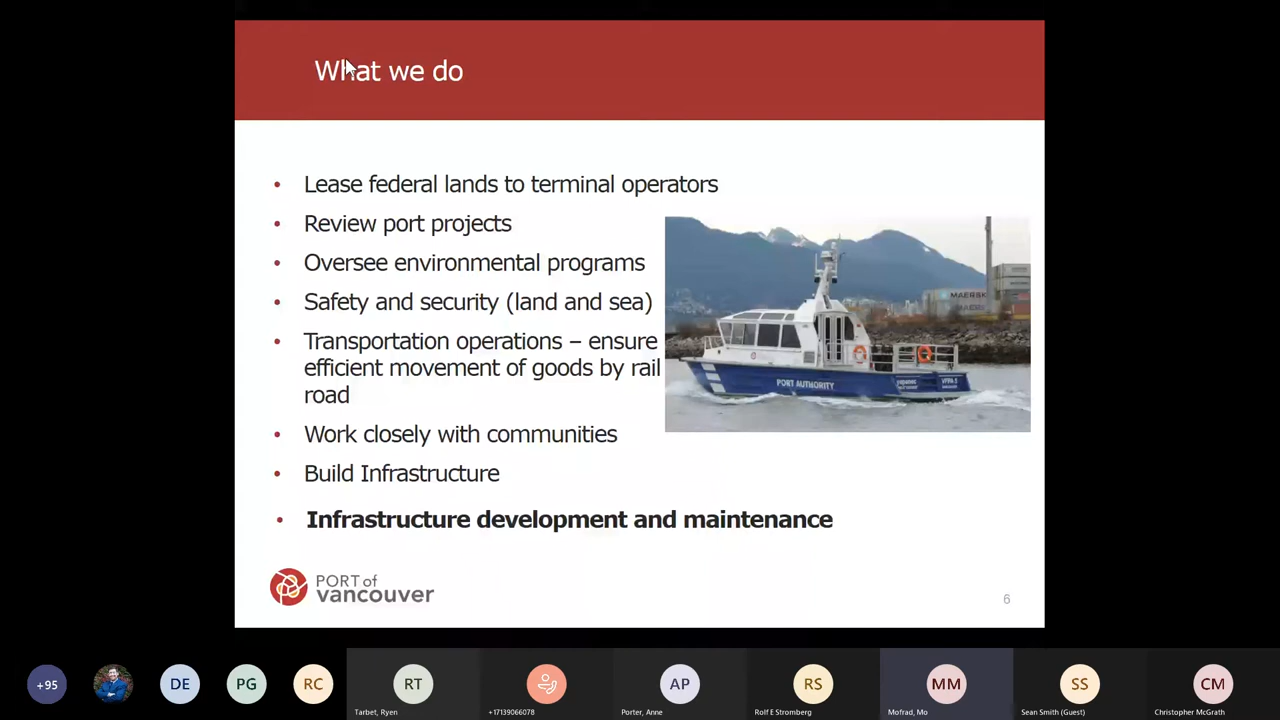 What we do
• Lease federal lands to terminal operators
• Review port projects
• Oversee environmental programs
• Safety and security (land and sea)
• Transportation operations – ensure
efficient movement of goods by rail
road
• Work closely with communities
• Build Infrastructure
• Infrastructure development and maintenance
MAERSK
PORT AUTHORITY
PORT of
vancouver
6
+95
DE
PG
RC
RT
AP
RS
MM
SS
CM
Tarbet, Ryen
+17139066078
Porter, Anne
Rolf E Stromberg
Mofrad, Mo
Sean Smith (Guest)
Christopher McGrath